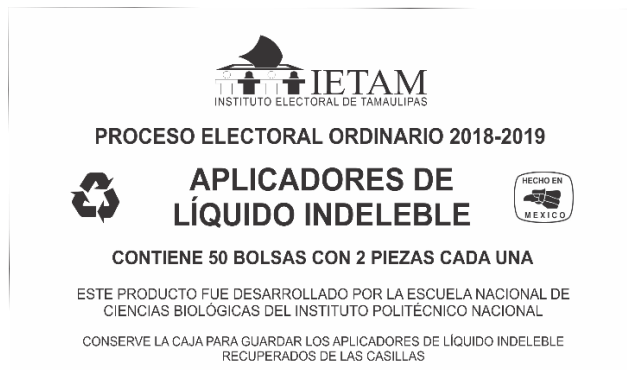 IETAM
INSTITUTO ELECTORAL DE TAMAULIPAS
PROCESO ELECTORAL ORDINARIO 2018-2019
APLICADORES DE
LÍQUIDO INDELEBLE
HECHO EN
MEXICO
CONTIENE 50 BOLSAS CON 2 PIEZAS CADA UNA
ESTE PRODUCTO FUE DESARROLLADO POR LA ESCUELA NACIONAL DE
CIENCIAS BIOLÓGICAS DEL INSTITUTO POLITÉCNICO NACIONAL
CONSERVE LA CAJA PARA GUARDAR LOS APLICADORES DE LÍQUIDO INDELEBLE
RECUPERADOS DE LAS CASILLAS